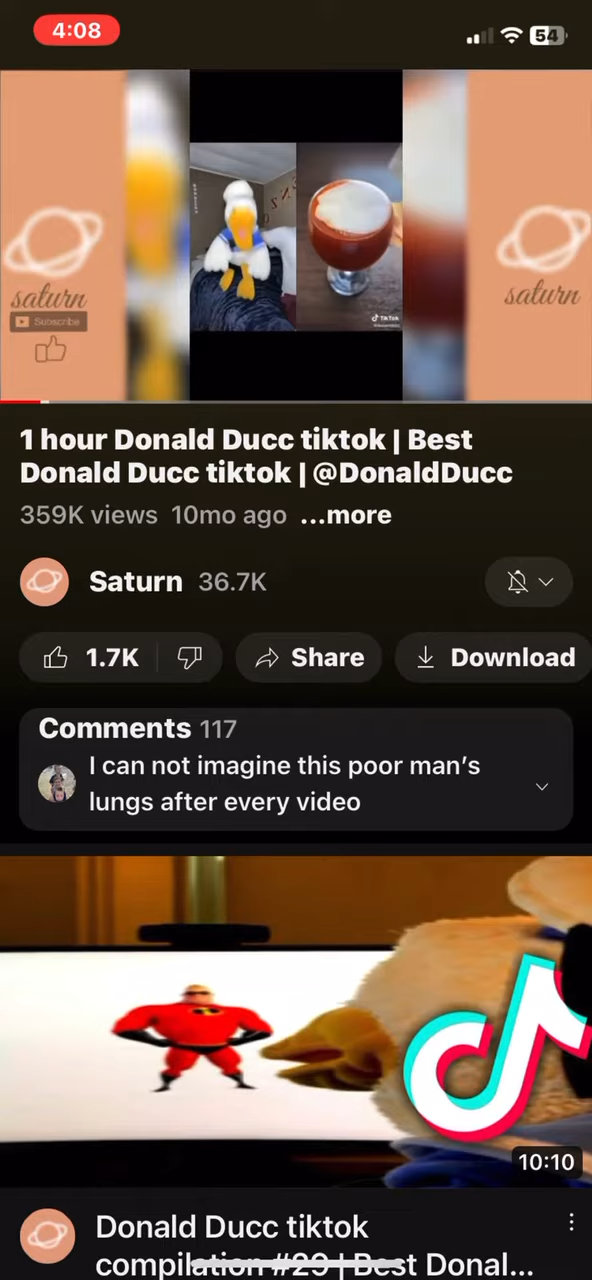 4:08
54
saturn
Subscribe
saturn
TikTok
1 hour Donald Ducc tiktok | Best
Donald Ducc tiktok | @DonaldDucc
359K views 10mo ago ...more
Saturn 36.7K
1.7K
Share
Download
Comments 117
I can not imagine this poor man's
lungs after every video
10:10
Donald Ducc tiktok
compilation #29 | Best Donal...